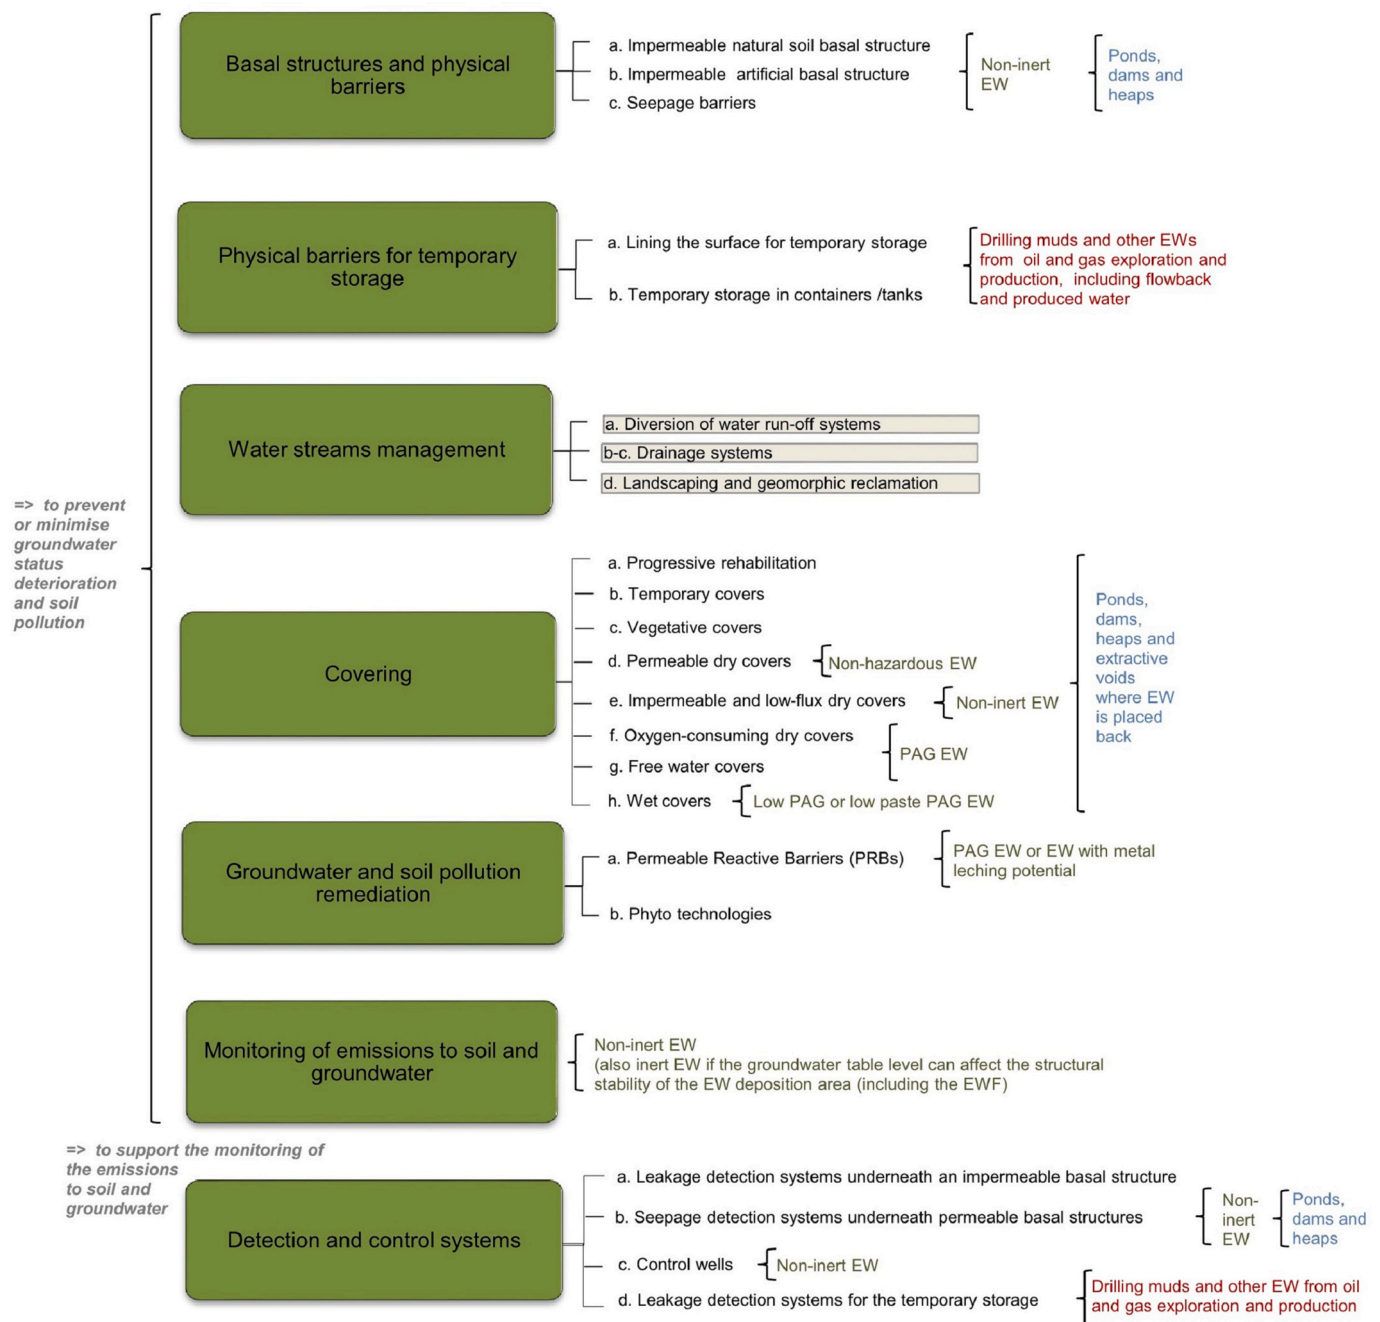 Basal structures and physical
barriers
a. Impermeable natural soil basal structure
b. Impermeable artificial basal structure
c. Seepage barriers
Non-inert
EW
Ponds,
dams and
heaps
Physical barriers for temporary
storage
a. Lining the surface for temporary storage
b. Temporary storage in containers /tanks
Drilling muds and other EWs
from oil and gas exploration and
production, including flowback
and produced water
Water streams management
a. Diversion of water run-off systems
b-c. Drainage systems
d. Landscaping and geomorphic reclamation
=> to prevent
or minimise
groundwater
status
deterioration
and soil
pollution
Covering
a. Progressive rehabilitation
b. Temporary covers
c. Vegetative covers
d. Permeable dry covers
Non-hazardous EW
e. Impermeable and low-flux dry covers
Non-inert EW
f. Oxygen-consuming dry covers
g. Free water covers
PAG EW
h. Wet covers
Low PAG or low paste PAG EW
Ponds,
dams,
heaps and
extractive
voids
where EW
is placed
back
Groundwater and soil pollution
remediation
a. Permeable Reactive Barriers (PRBs)
PAG EW or EW with metal
leching potential
b. Phyto technologies
Monitoring of emissions to soil and
groundwater
Non-inert EW
(also inert EW if the groundwater table level can affect the structural
stability of the EW deposition area (including the EWF)
=> to support the monitoring of
the emissions
to soil and
groundwater
Detection and control systems
a. Leakage detection systems underneath an impermeable basal structure
b. Seepage detection systems underneath permeable basal structures
Non-
inert
EW
Ponds,
dams and
heaps
c. Control wells
Non-inert EW
d. Leakage detection systems for the temporary storage
Drilling muds and other EW from oil
and gas exploration and production